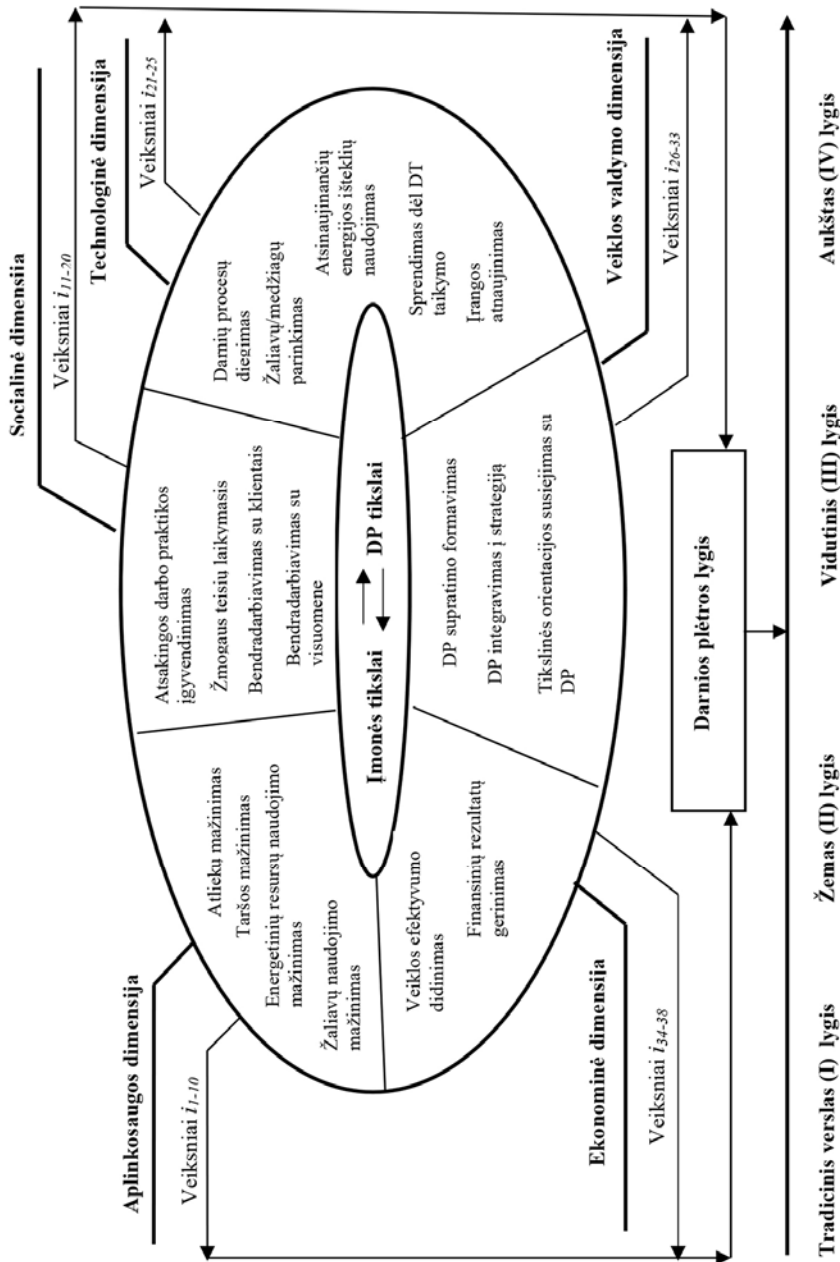 Socialinė dimensija
Veiksniai i11-20
Technologinė dimensija
Veiksniai i21-25
Aplinkosaugos dimensija
Veiksniai i1-10
Atliekų mažinimas
Taršos mažinimas
Energetinių resursų naudojimo
mažinimas
Žaliavų naudojimo
mažinimas
Atsakingos darbo praktikos
įgyvendinimas
Žmogaus teisių laikymasis
Bendradarbiavimas su klientais
Bendradarbiavimas su
visuomene
Darnių procesų
diegimas
Žaliavų/medžiagų
parinkimas
Atsinaujinančių
energijos išteklių
naudojimas
Sprendimas dėl DT
taikymo
Įrangos
atnaujinimas
Įmonės tikslai
DP tikslai
Veiklos efektyvumo
didinimas
Finansinių rezultatų
gerinimas
DP supratimo formavimas
DP integravimas į strategiją
Tikslinės orientacijos susiejimas su
DP
Ekonominė dimensija
Veiksniai i34-38
Veiklos valdymo dimensija
Veiksniai i26-33
Darnios plėtros lygis
Tradicinis verslas (I) lygis
Žemas (II) lygis
Vidutinis (III) lygis
Aukštas (IV) lygis